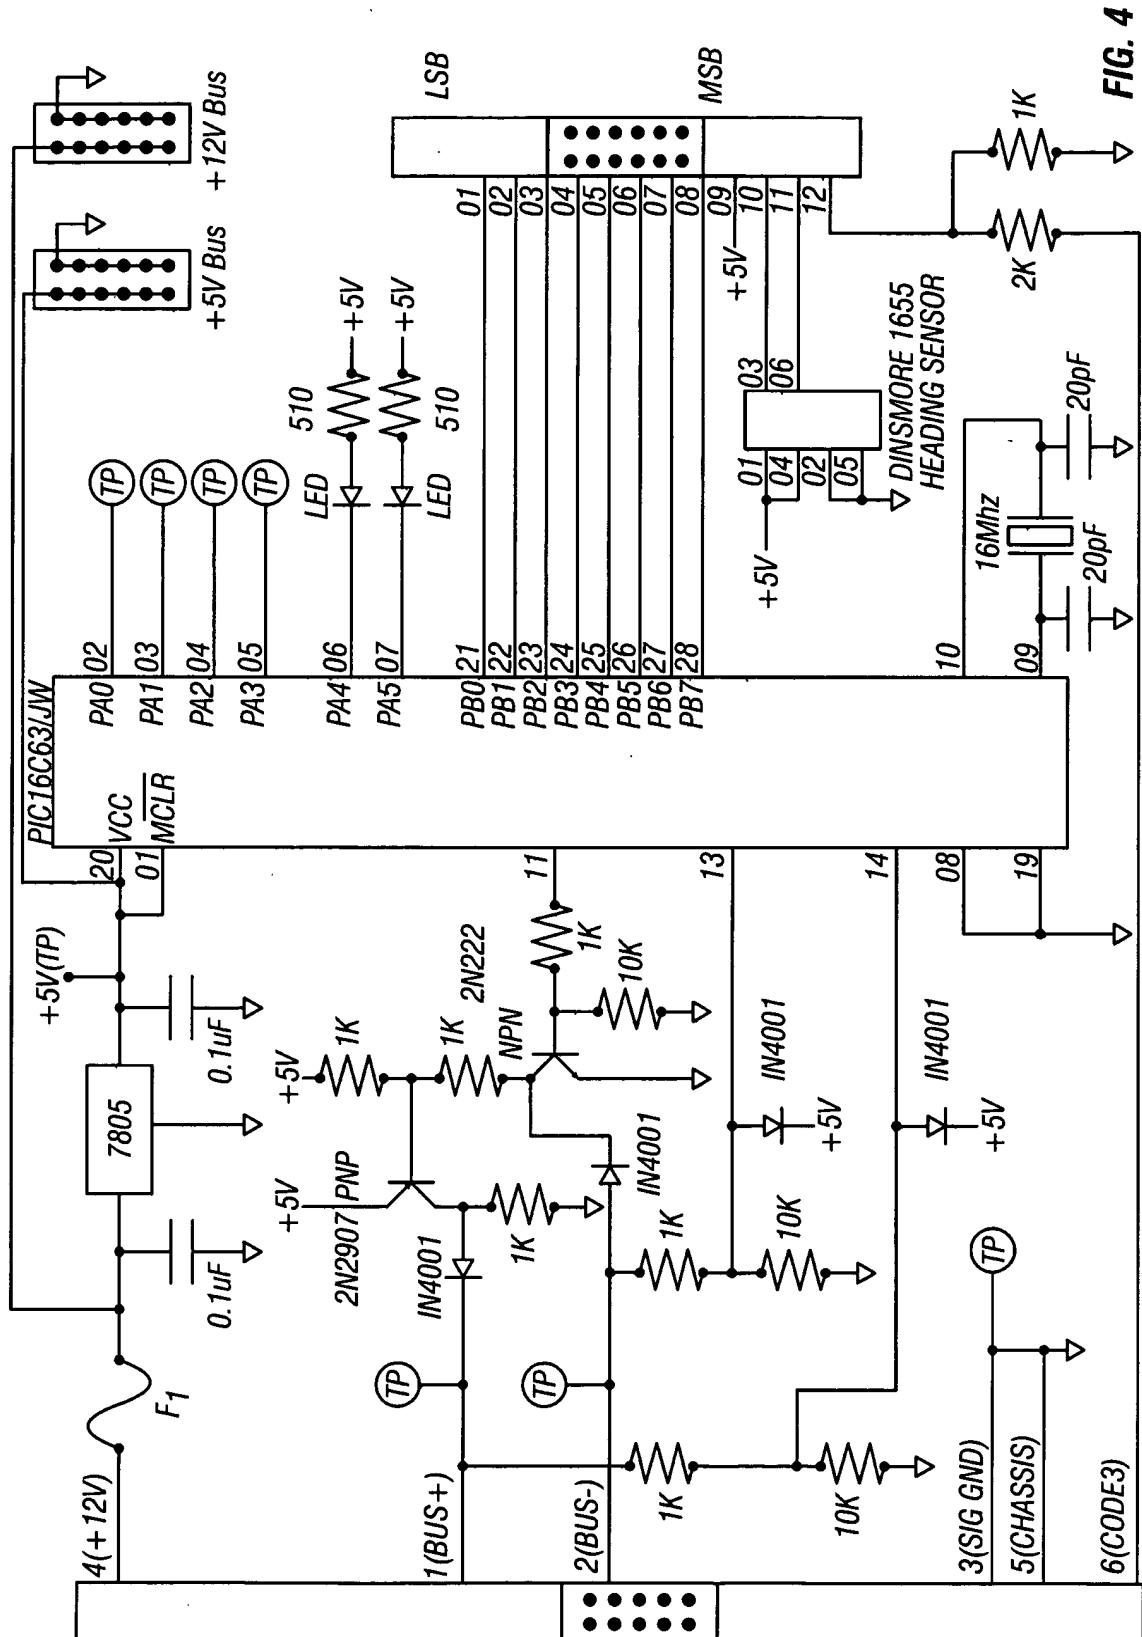 4(+12V)
F1
0.1uF
7805
0.1uF
+5V(TP)
20
VCC
01
MCLR
PIC16C63/JW
+5V Bus
+12V Bus
PA0 02
TP
PA1 03
TP
PA2 04
TP
PA3 05
TP
PA4 06
LED
510
+5V
PA5 07
LED
510
+5V
1(BUS+)
TP
IN4001
2N2907 PNP
+5V
+5V
1K
1K
1K
2N222
NPN
1K
10K
11
2(BUS-)
TP
IN4001
1K
10K
1K
10K
IN4001
+5V
13
IN4001
+5V
14
08
19
PB0 21
PB1 22
PB2 23
PB3 24
PB4 25
PB5 26
PB6 27
PB7 28
01
02
03
04
05
06
07
08
09
10
11
12
LSB
MSB
+5V
+5V
01
04
02
05
03
06
DINSMORE 1655
HEADING SENSOR
10
09
16Mhz
20pF
20pF
2K
1K
3(SIG GND)
TP
5(CHASSIS)
6(CODE3)
FIG. 4